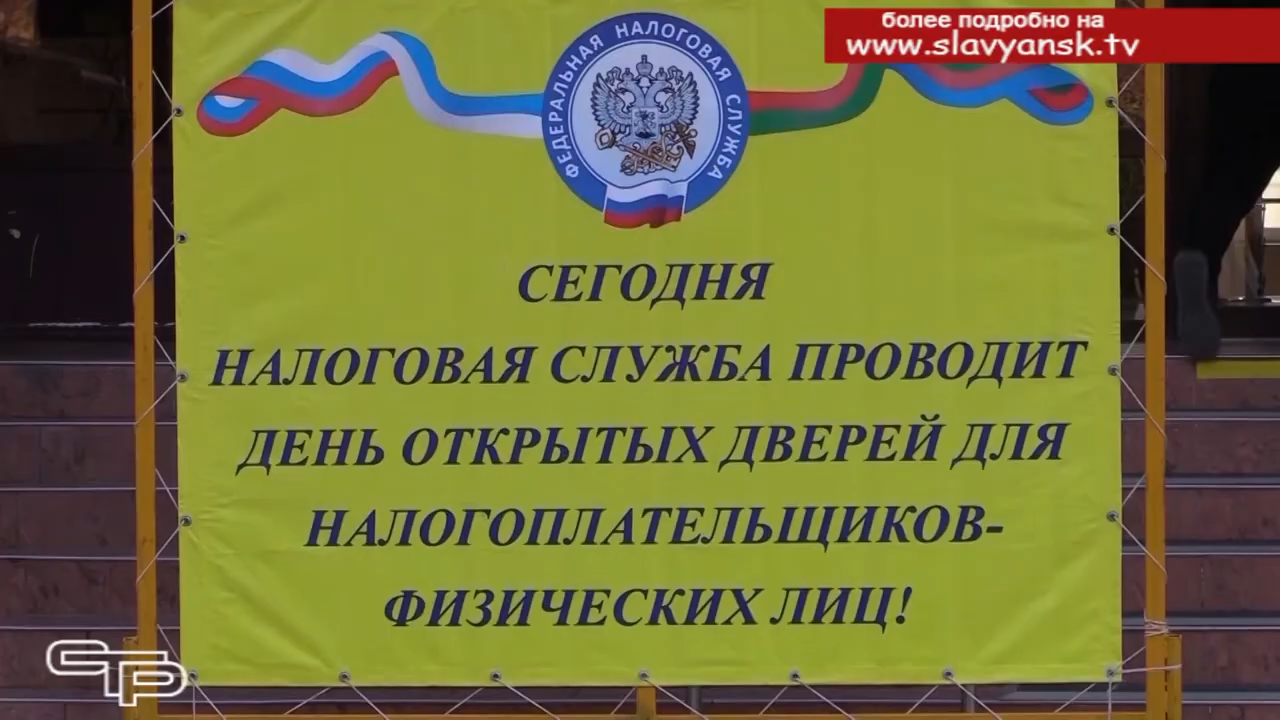 более подробно на
www.slavyansk.tv
ФЕДЕРАЛЬНАЯ НАЛОГОВАЯ СЛУЖБА
СЕГОДНЯ
НАЛОГОВАЯ СЛУЖБА ПРОВОДИТ
ДЕНЬ ОТКРЫТЫХ ДВЕРЕЙ ДЛЯ
НАЛОГОПЛАТЕЛЬЩИКОВ-
ФИЗИЧЕСКИХ ЛИЦ!
СТР